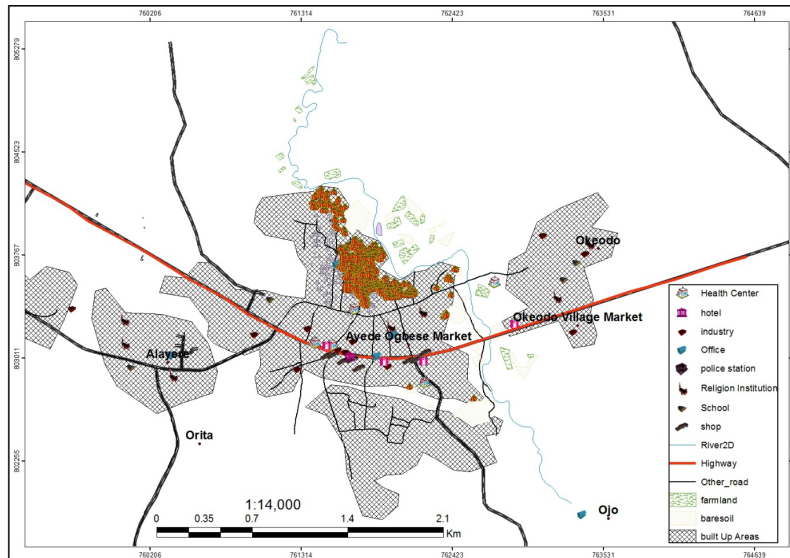 760206 761314 762423 763531 764639
805279
804523
803767
803011
802255
Okeodo
Okeodo Village Market
Ayede Ogbese Market
Alayere
Orita
Ojo
1:14,000
0 0.35 0.7 1.4 2.1
Km
Health Center
hotel
industry
Office
police station
Religion Institution
School
shop
River2D
Highway
Other_road
farmland
baresoil
built Up Areas
760206 761314 762423 763531 764639